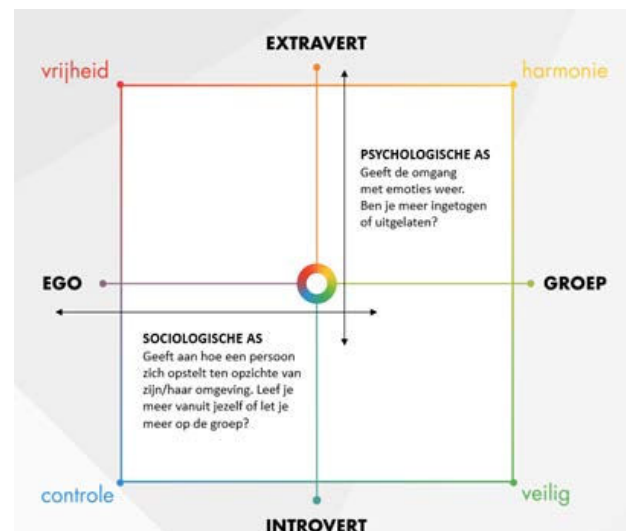 EXTRAVERT
vrijheid
harmonie
PSYCHOLOGISCHE AS
Geeft de omgang
met emoties weer.
Ben je meer ingetogen
of uitgelaten?
EGO
GROEP
SOCIOLOGISCHE AS
Geeft aan hoe een persoon
zich opstelt ten opzichte van
zijn/haar omgeving. Leef je
meer vanuit jezelf of let je
meer op de groep?
controle
veilig
INTROVERT